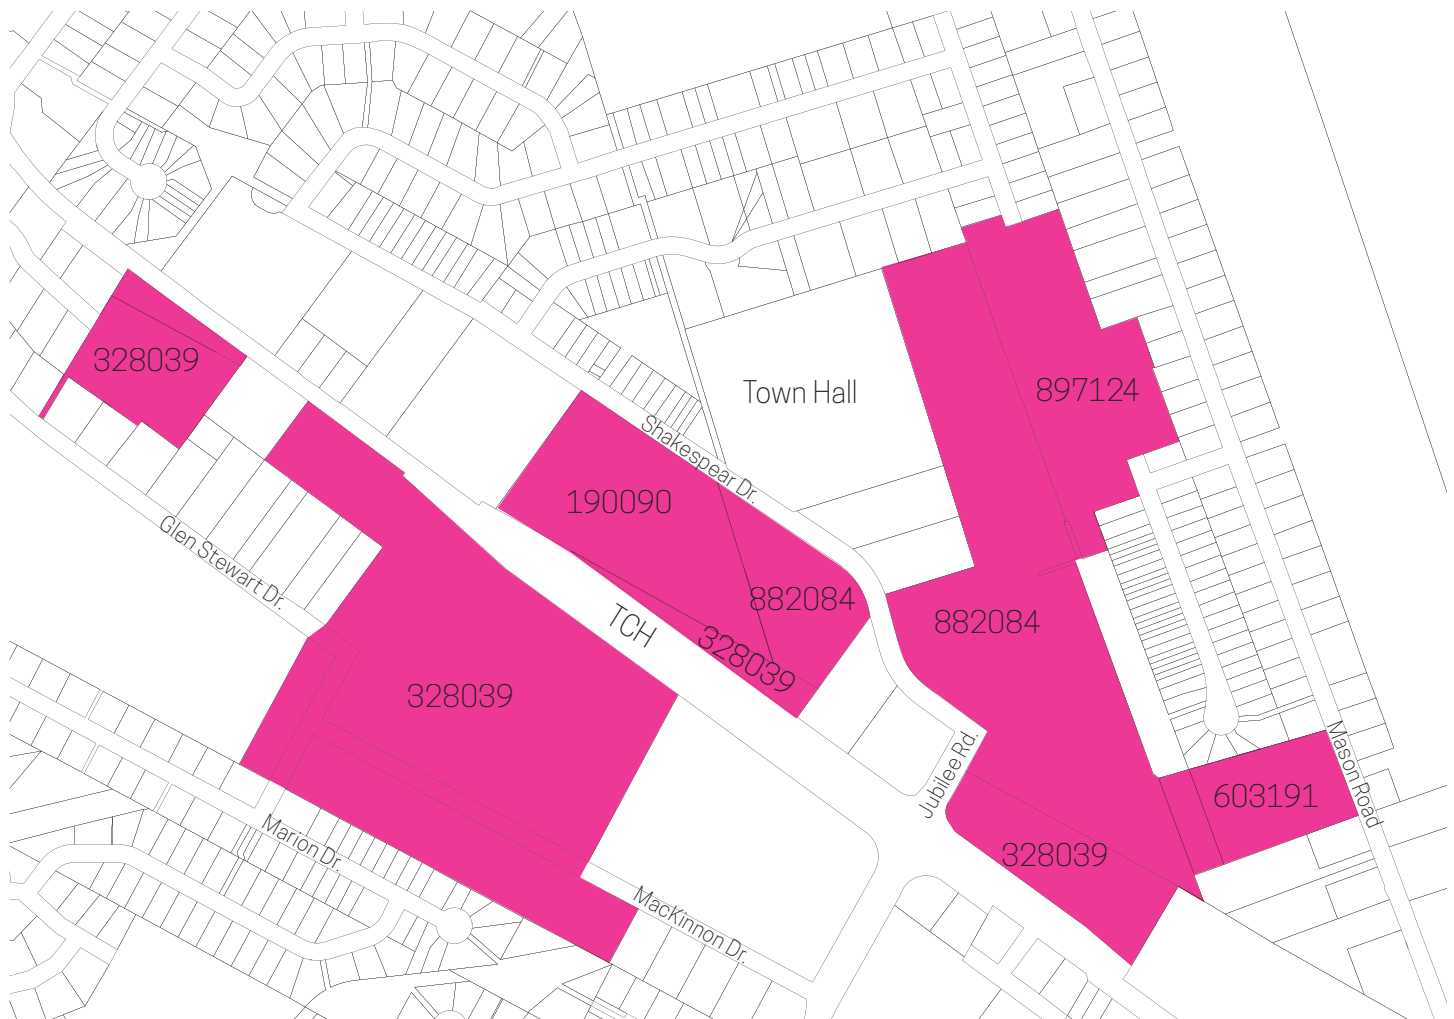 328039
Town Hall
897124
Shakespear Dr.
190090
Glen Stewart Dr.
882084
882084
TCH
328039
328039
Jubilee Rd.
Mason Road
603191
Marion Dr.
328039
MacKinnon Dr.